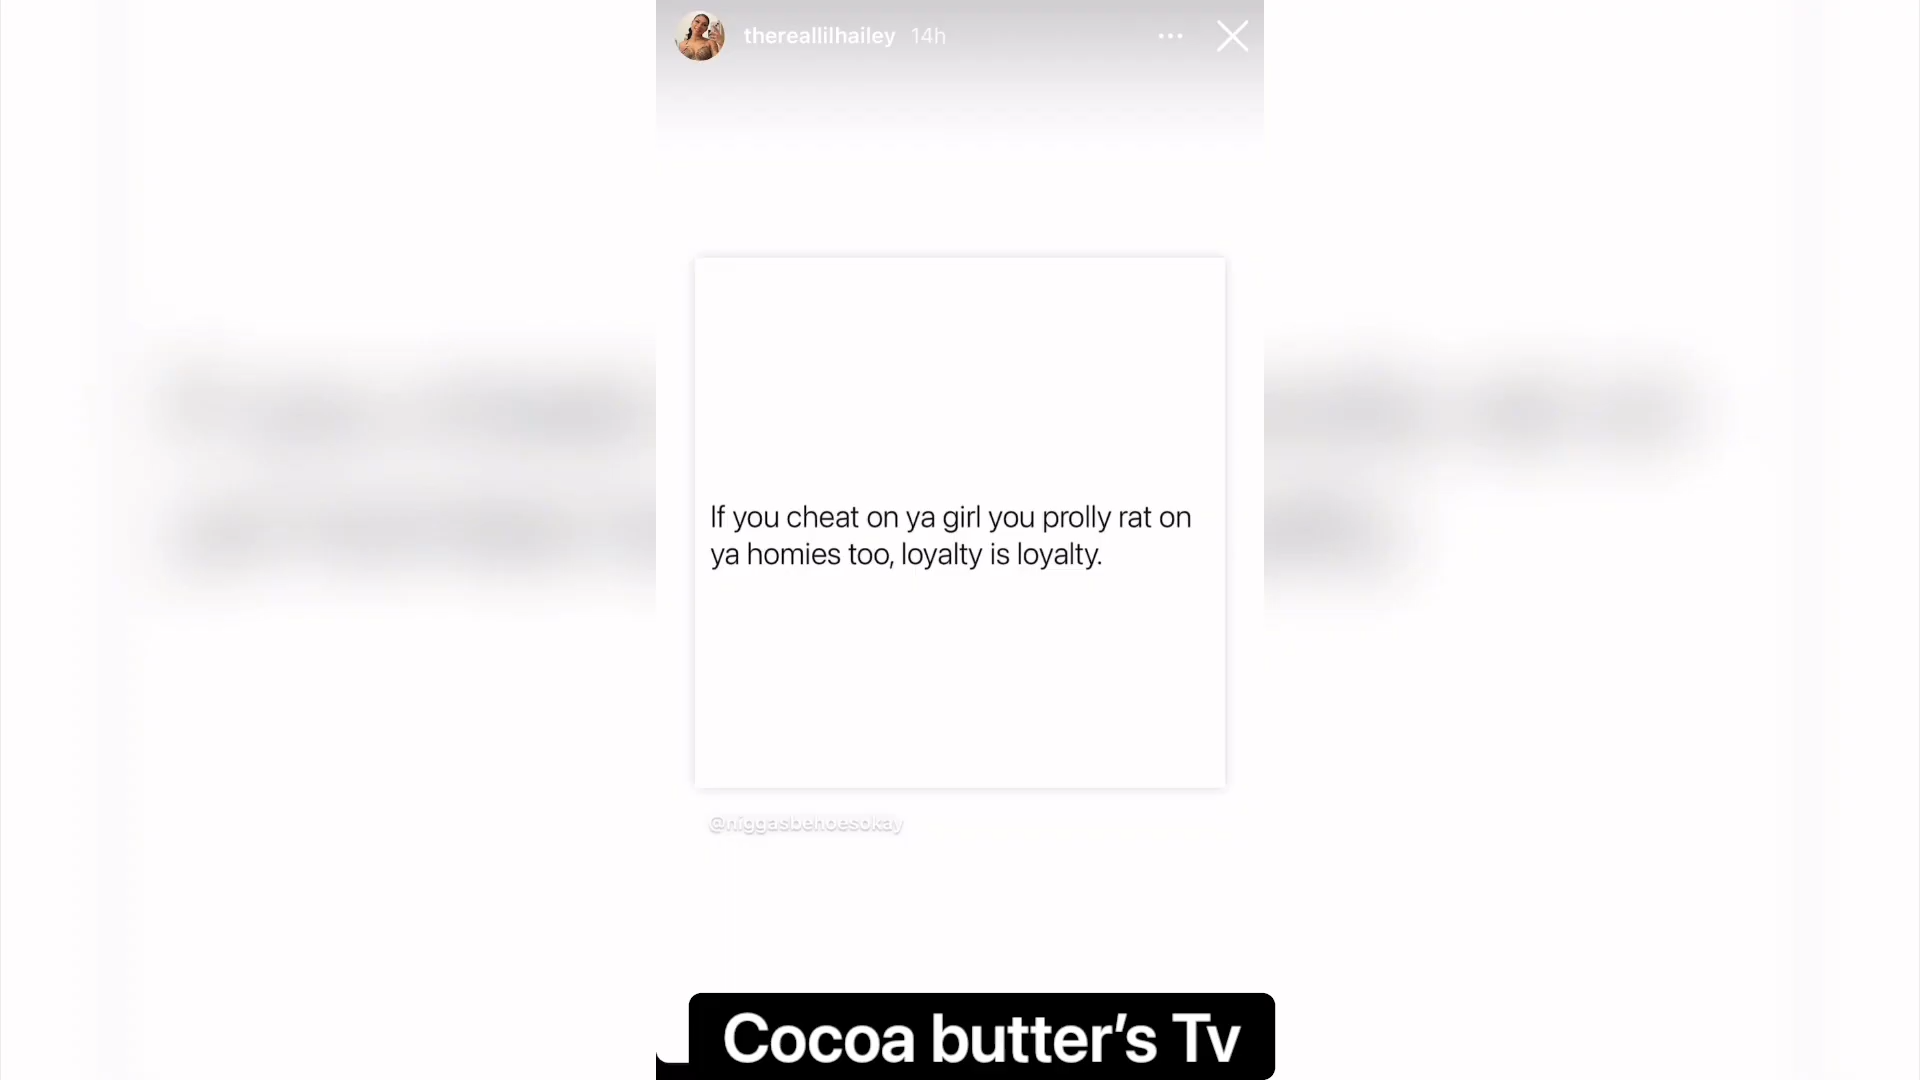 thereallilhailey 14h
If you cheat on ya girl you prolly rat on
ya homies too, loyalty is loyalty.
@niggasbehoesokay
Cocoa butter’s Tv